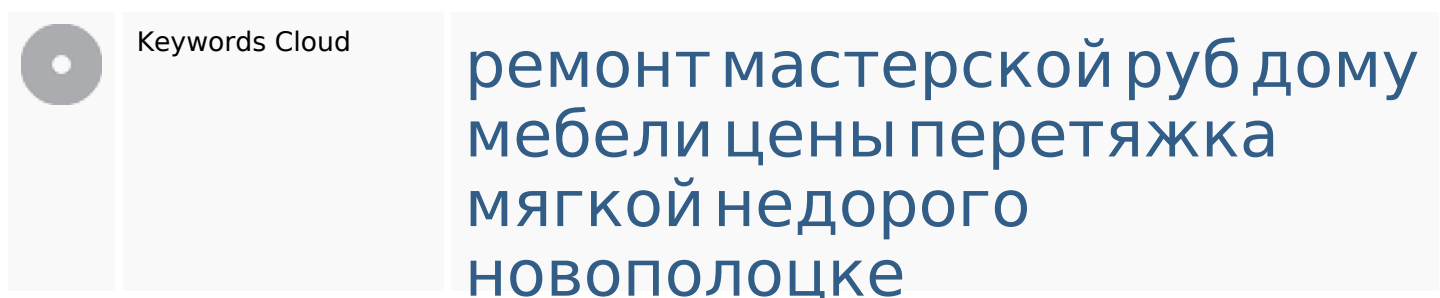 Keywords Cloud
ремонт мастерской руб дому
мебели цены перетяжка
мягкой недорого
новополоцке